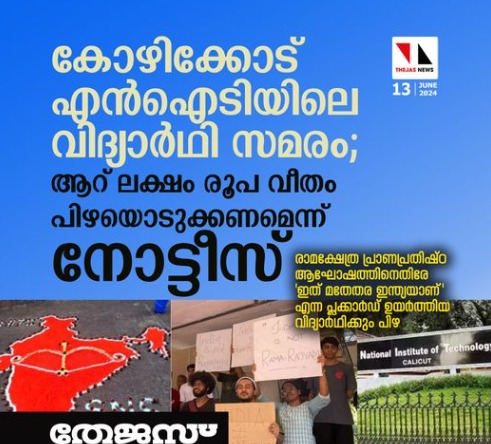 കോഴിക്കോട്
എൻഐടിയിലെ
വിദ്യാർഥി സമരം;
ആറ് ലക്ഷം രൂപ വീതം
പിഴയൊടുക്കണമെന്ന്
നോട്ടീസ്
THEJAS NEWS
13 JUNE
2024
രാമക്ഷേത്ര പ്രാണപ്രതിഷ്ഠ
ആഘോഷത്തിനെതിരേ
'ഇത് മതേതര ഇന്ത്യയാണ്'
എന്ന പ്ലക്കാർഡ് ഉയർത്തിയ
വിദ്യാർഥിക്കും പിഴ
National Institute of Technology
CALICUT
തേജസ്